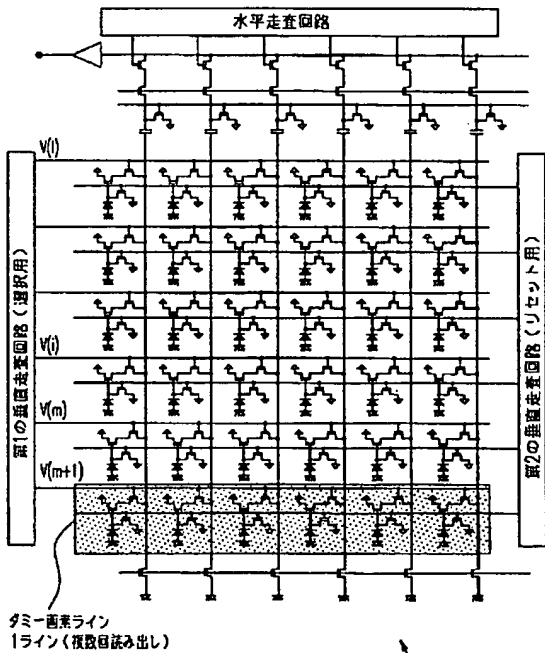 水平走査回路
V(1)
第1の垂直走査回路(選択用)
第2の垂直走査回路(リセット用)
V(i)
V(m)
V(m+1)
ダミー画素ライン
1ライン(複数回読み出し)